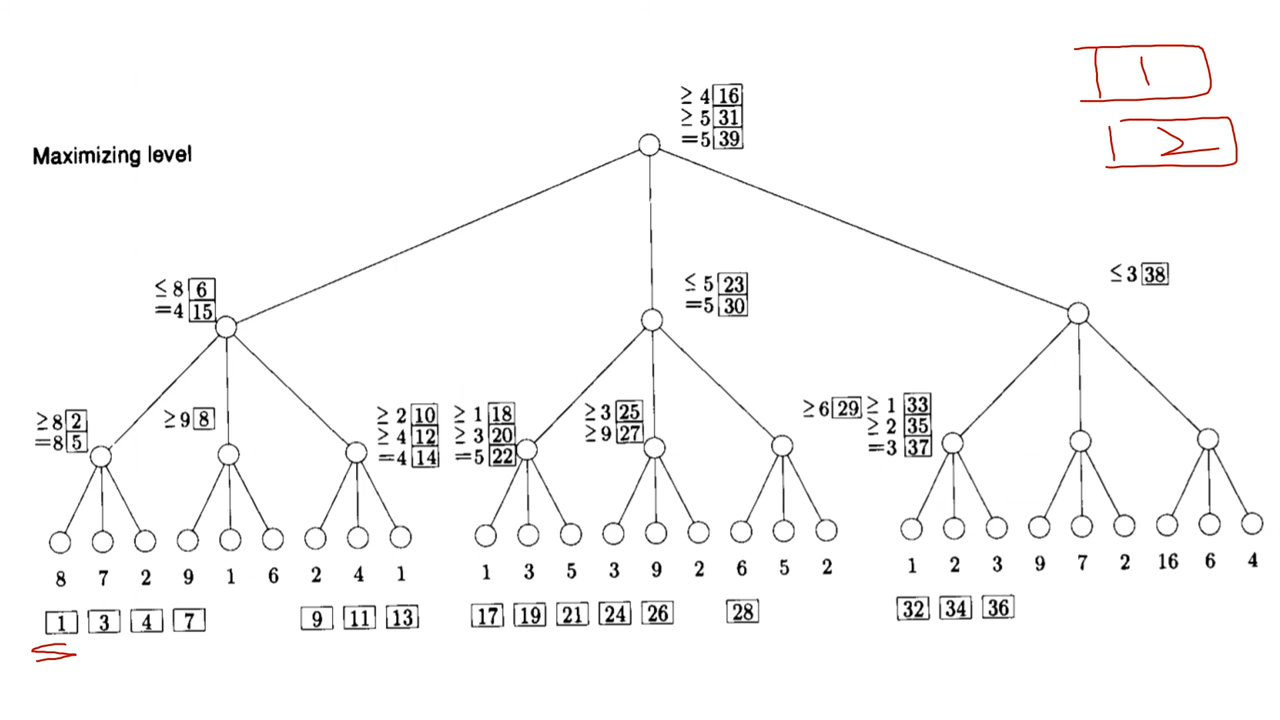 1
≥ 4 16
≥ 5 31
=5 39
2
Maximizing level
≤ 8 6
=4 15
≤ 5 23
=5 30
≤ 3 38
≥8 2
=8 5
≥ 9 8
≥ 2 10
≥ 4 12
=4 14
≥ 1 18
≥ 3 20
=5 22
≥ 3 25
≥ 9 27
≥6 29
≥ 1 33
≥ 2 35
=3 37
8 7 2 9 1 6 2 4 1 1 3 5 3 9 2 6 5 2 1 2 3 9 7 2 16 6 4
1 3 4 7 9 11 13 17 19 21 24 26 28 32 34 36